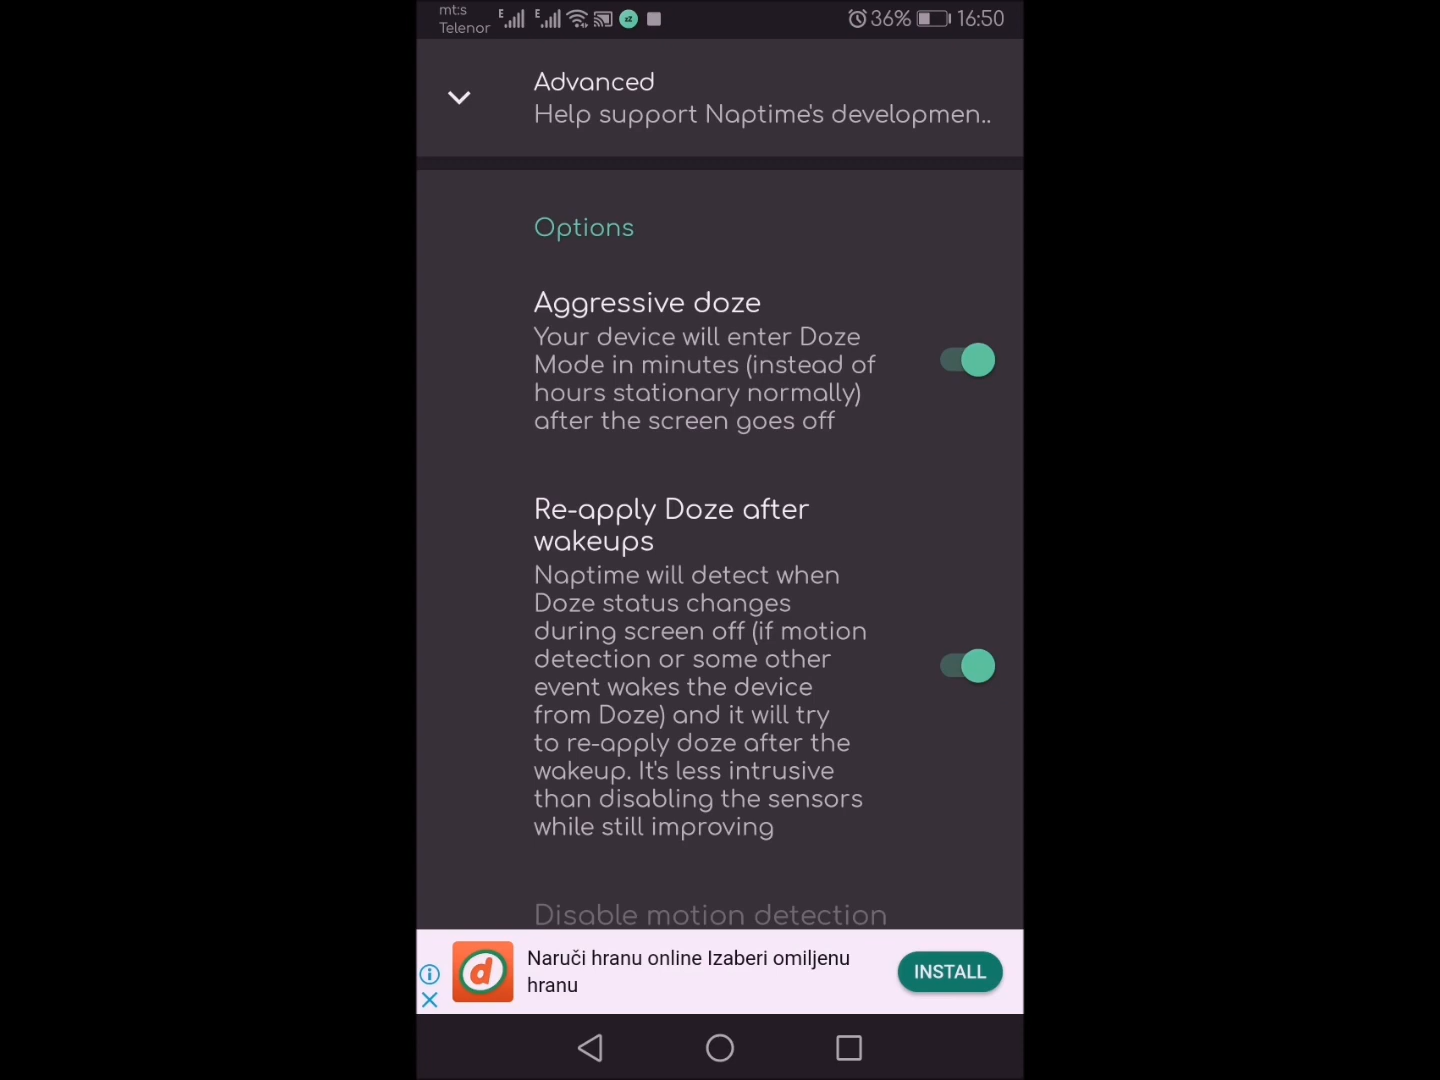 mt:s
Telenor
E
E
zZ
36%
16:50
Advanced
Help support Naptime's developmen..
Options
Aggressive doze
Your device will enter Doze
Mode in minutes (instead of
hours stationary normally)
after the screen goes off
Re-apply Doze after
wakeups
Naptime will detect when
Doze status changes
during screen off (if motion
detection or some other
event wakes the device
from Doze) and it will try
to re-apply doze after the
wakeup. It's less intrusive
than disabling the sensors
while still improving
Disable motion detection
d
Naruči hranu online Izaberi omiljenu
hranu
INSTALL